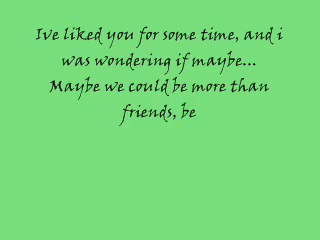 Ive liked you for some time, and i
was wondering if maybe...
Maybe we could be more than
friends, be